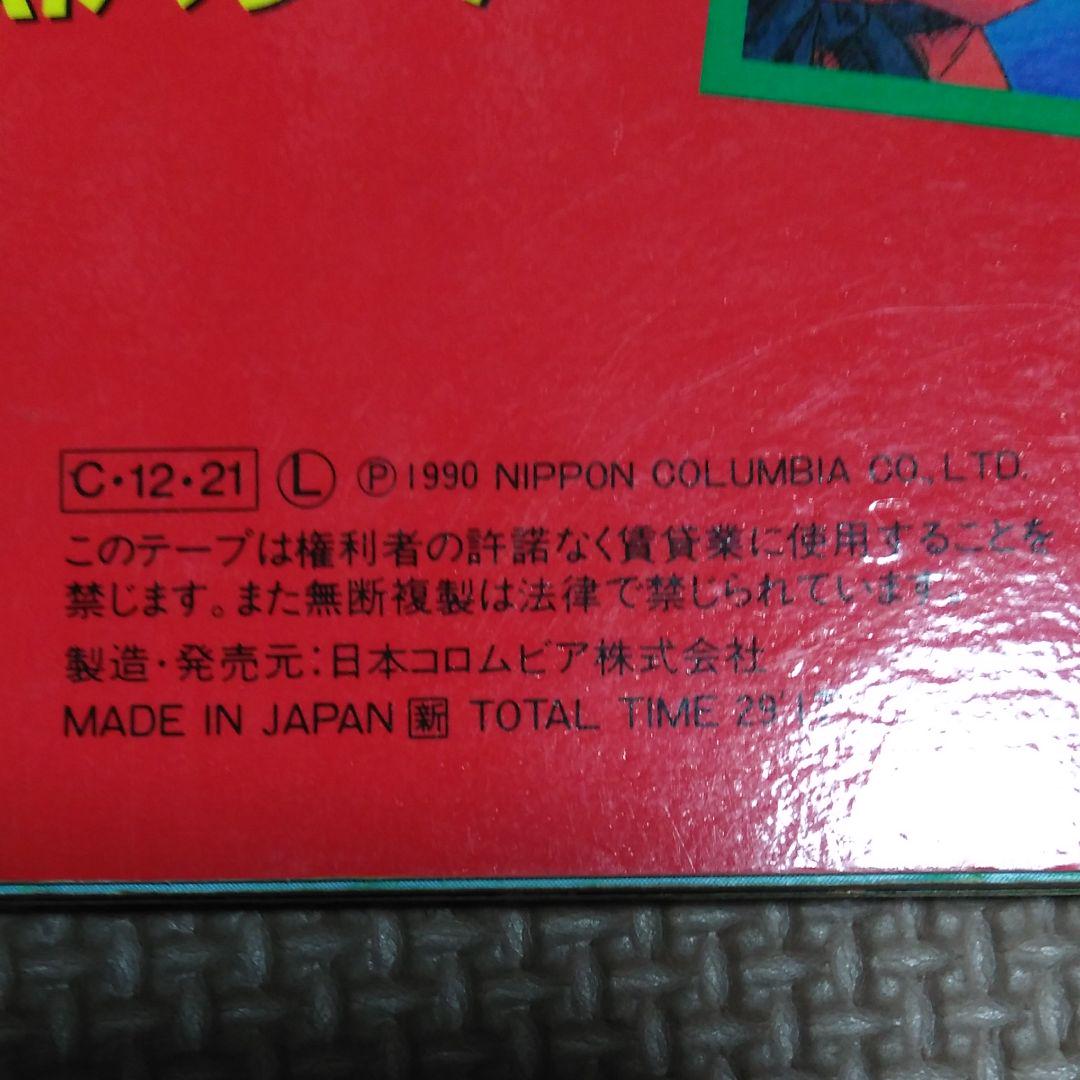 C・12・21 Ⓛ ℗1990 NIPPON COLUMBIA CO., LTD.
このテープは権利者の許諾なく賃貸業に使用することを
禁じます。また無断複製は法律で禁じられています。
製造・発売元:日本コロムビア株式会社
MADE IN JAPAN 新 TOTAL TIME